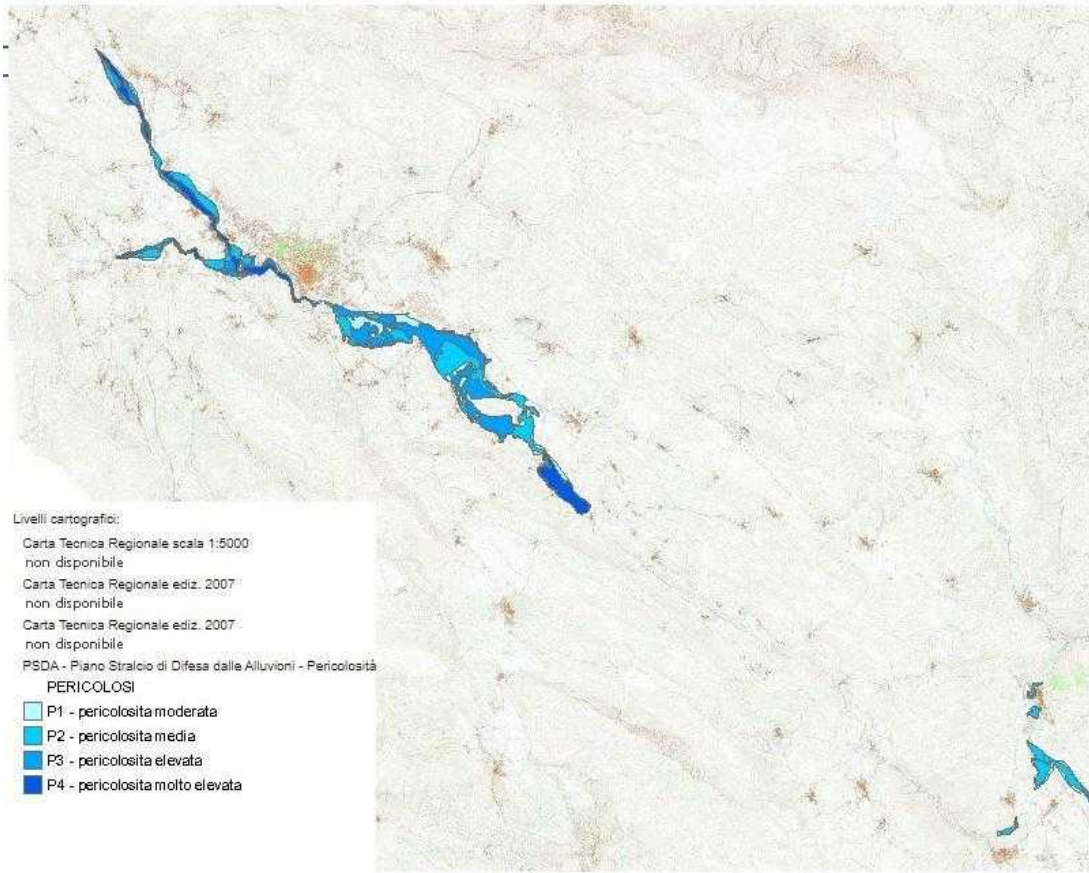 Livelli cartografici:
Carta Tecnica Regionale scala 1:5000
non disponibile
Carta Tecnica Regionale ediz. 2007
non disponibile
Carta Tecnica Regionale ediz. 2007
non disponibile
PSDA - Piano Stralcio di Difesa dalle Alluvioni - Pericolosità
PERICOLOSI
P1 - pericolosita moderata
P2 - pericolosita media
P3 - pericolosita elevata
P4 - pericolosita molto elevata